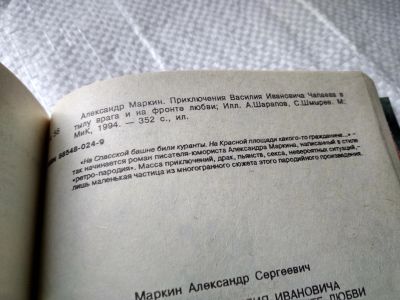 Александр Маркин. Приключения Василия Ивановича Чапаева в
тылу врага и на фронте любви; Илл. А.Шарапов, С.Шмырев. М.:
МиК, 1994. — 352 с., ил.
88548-024-9
«На Спасской башне били куранты. На Красной площади какого-то гражданина...» -
так начинается роман писателя-юмориста Александра Маркина, написанный в стиле
«ретро-пародия». Масса приключений, драк, пьянств, секса, невероятных ситуаций,-
лишь маленькая частица из многогранного сюжета этого пародийного произведения.
Маркин Александр Сергеевич
ИВАНОВИЧА
ЛЮБВИ